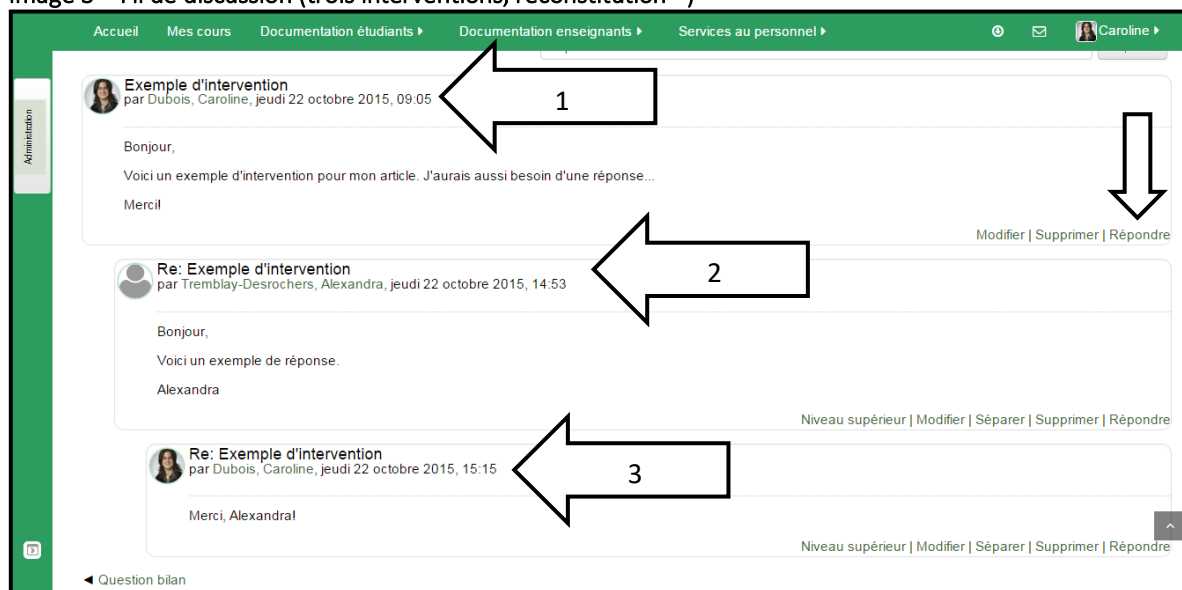 Accueil Mes cours Documentation étudiants Documentation enseignants Services au personnel Caroline
Administration
Exemple d'intervention
par Dubois, Caroline, jeudi 22 octobre 2015, 09:05
1
Bonjour,
Voici un exemple d'intervention pour mon article. J'aurais aussi besoin d'une réponse...
Merci!
Modifier | Supprimer | Répondre
Re: Exemple d'intervention
par Tremblay-Desrochers, Alexandra, jeudi 22 octobre 2015, 14:53
2
Bonjour,
Voici un exemple de réponse.
Alexandra
Niveau supérieur | Modifier | Séparer | Supprimer | Répondre
Re: Exemple d'intervention
par Dubois, Caroline, jeudi 22 octobre 2015, 15:15
3
Merci, Alexandra!
Niveau supérieur | Modifier | Séparer | Supprimer | Répondre
◄ Question bilan